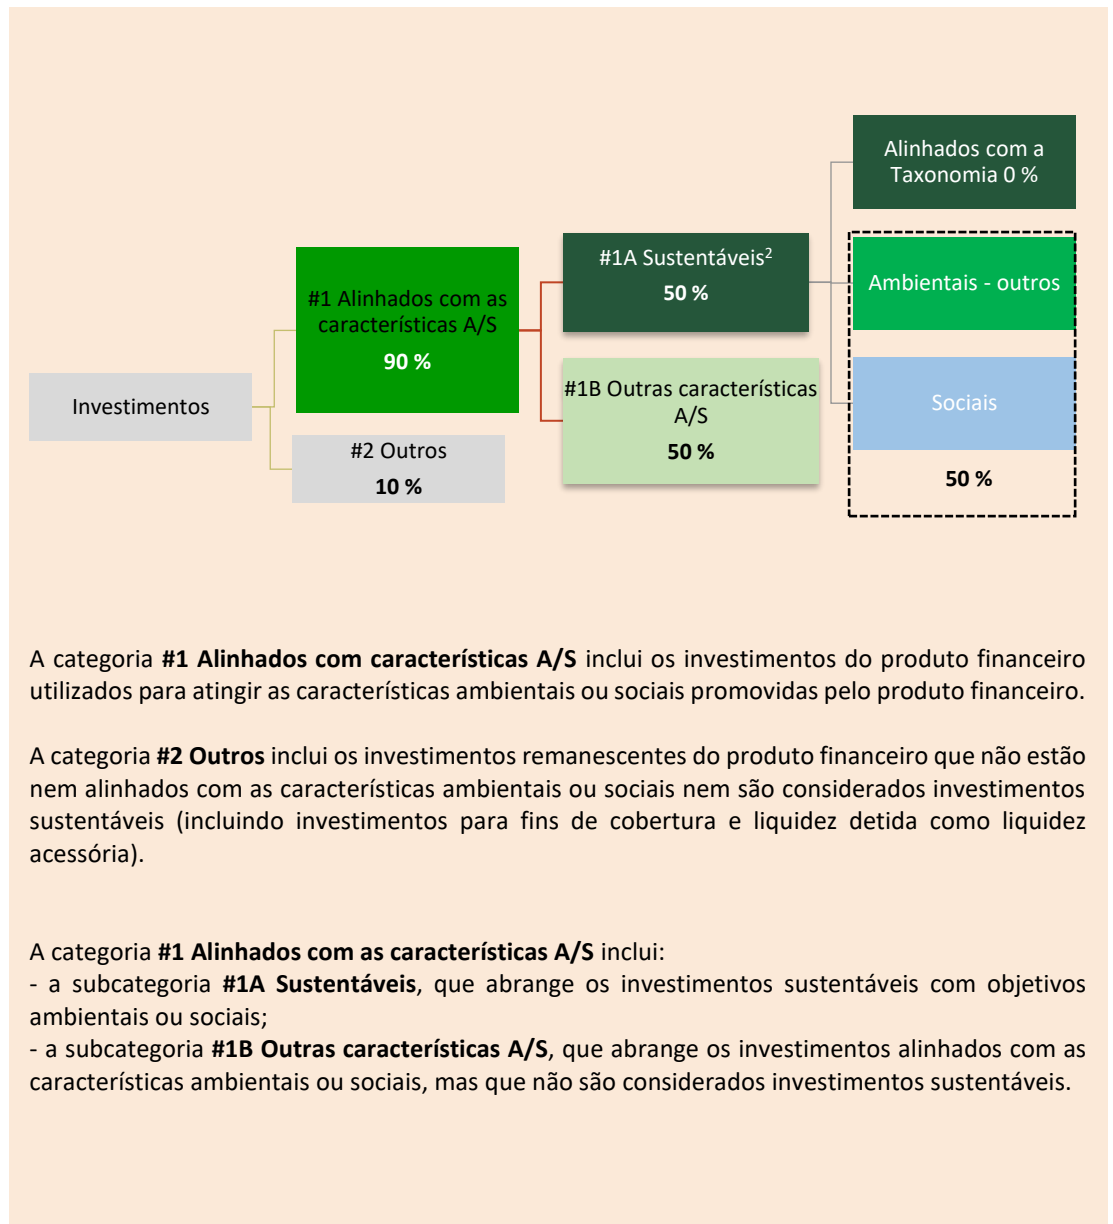 Alinhados com a
Taxonomia 0 %
#1A Sustentáveis²
50 %
Ambientais - outros
#1 Alinhados com as
características A/S
90 %
#1B Outras características
A/S
50 %
Sociais
Investimentos
#2 Outros
10 %
50 %
A categoria #1 Alinhados com características A/S inclui os investimentos do produto financeiro
utilizados para atingir as características ambientais ou sociais promovidas pelo produto financeiro.
A categoria #2 Outros inclui os investimentos remanescentes do produto financeiro que não estão
nem alinhados com as características ambientais ou sociais nem são considerados investimentos
sustentáveis (incluindo investimentos para fins de cobertura e liquidez detida como liquidez
acessória).
A categoria #1 Alinhados com as características A/S inclui:
- a subcategoria #1A Sustentáveis, que abrange os investimentos sustentáveis com objetivos
ambientais ou sociais;
- a subcategoria #1B Outras características A/S, que abrange os investimentos alinhados com as
características ambientais ou sociais, mas que não são considerados investimentos sustentáveis.